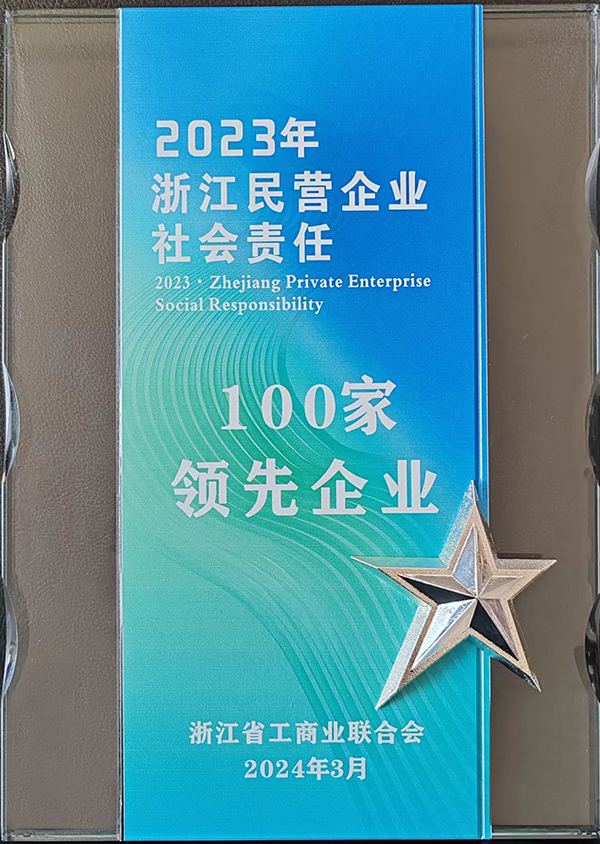 2023年
浙江民营企业
社会责任
2023 · Zhejiang Private Enterprise
Social Responsibility
100家
领先企业
浙江省工商业联合会
2024年3月